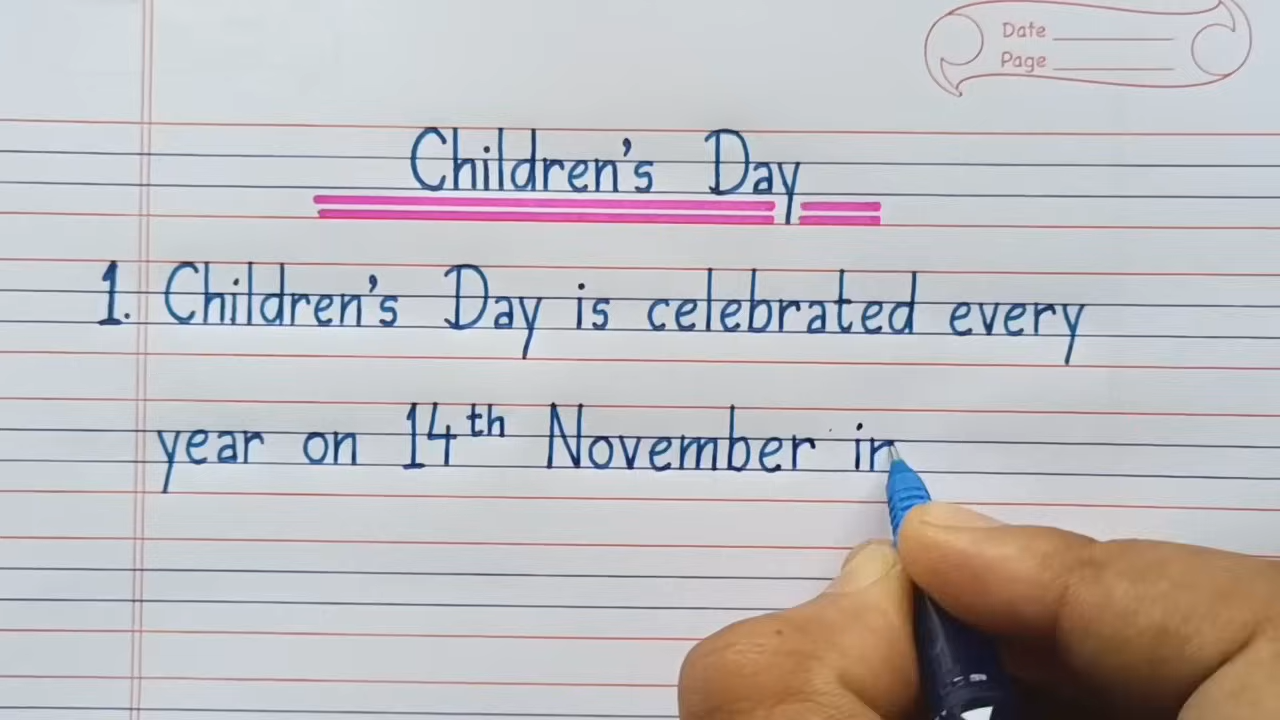 Date
Page
Children's Day
1. Children's Day is celebrated every
year on 14th November in